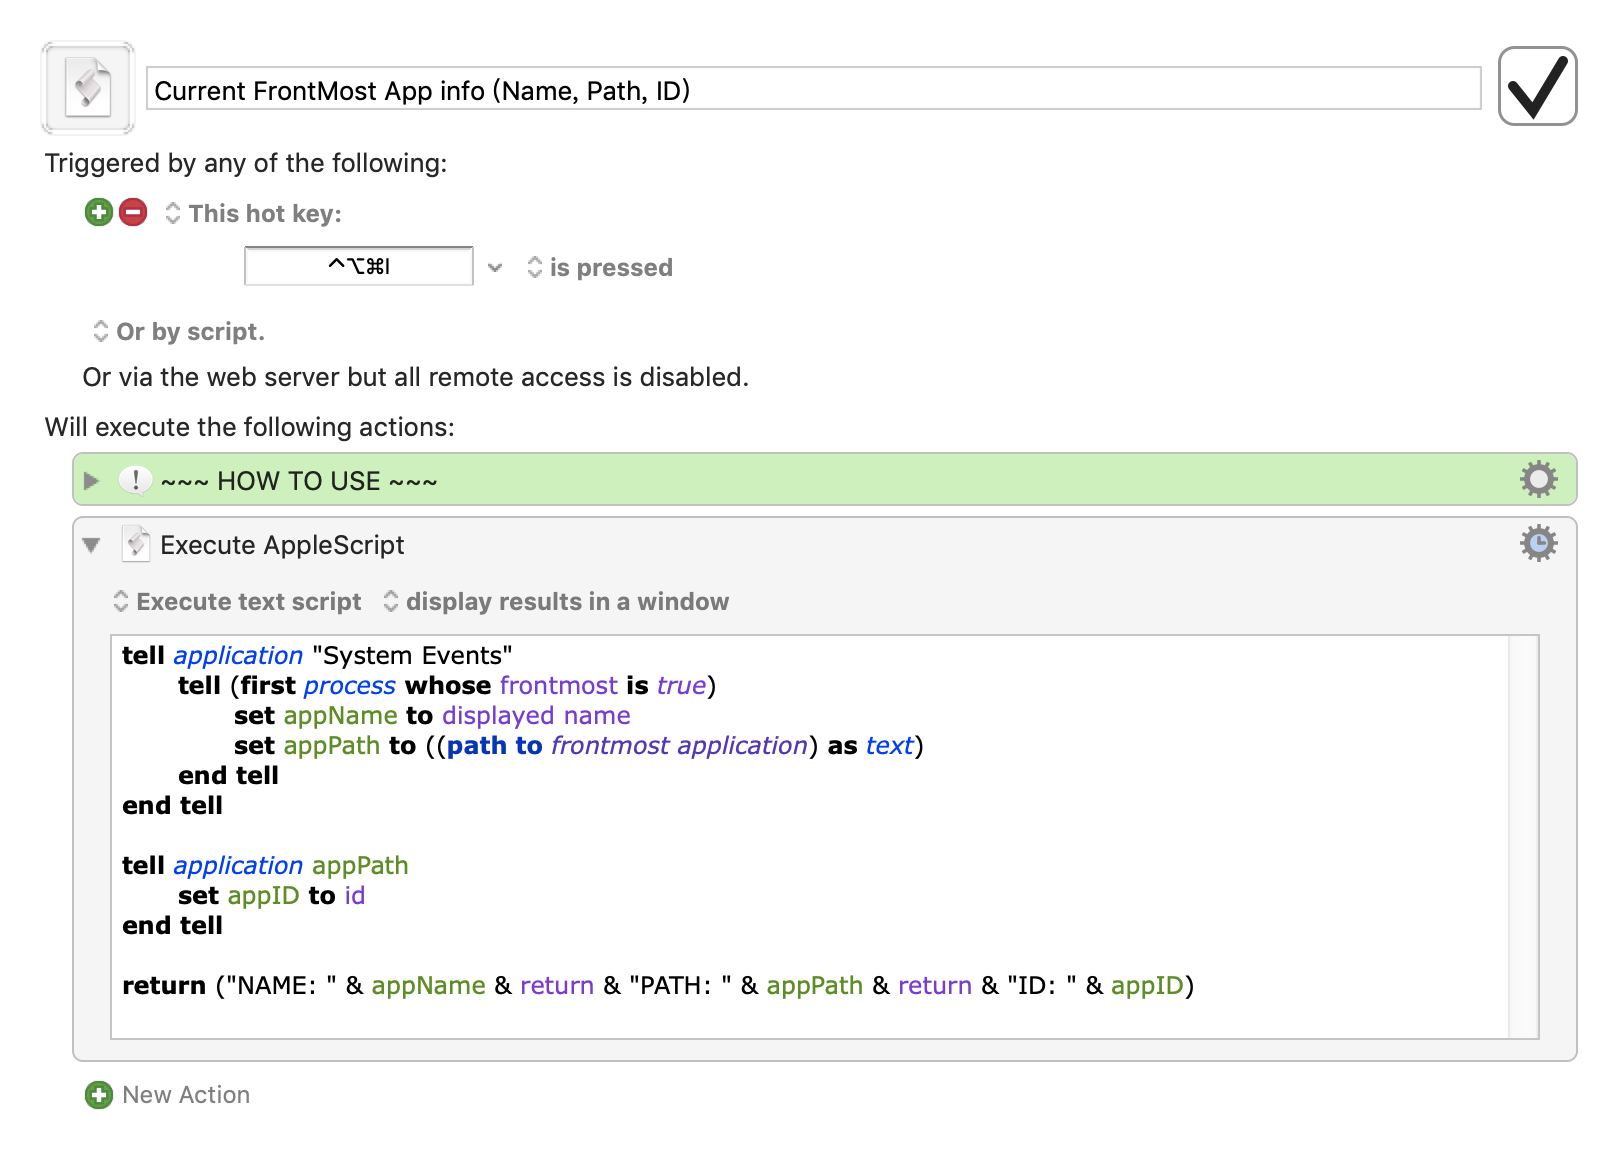 Current FrontMost App info (Name, Path, ID)
Triggered by any of the following:
This hot key:
^⌥⌘I
is pressed
Or by script.
Or via the web server but all remote access is disabled.
Will execute the following actions:
! ~~~ HOW TO USE ~~~
Execute AppleScript
Execute text script display results in a window
tell application "System Events"
tell (first process whose frontmost is true)
set appName to displayed name
set appPath to ((path to frontmost application) as text)
end tell
end tell
tell application appPath
set appID to id
end tell
return ("NAME: " & appName & return & "PATH: " & appPath & return & "ID: " & appID)
New Action